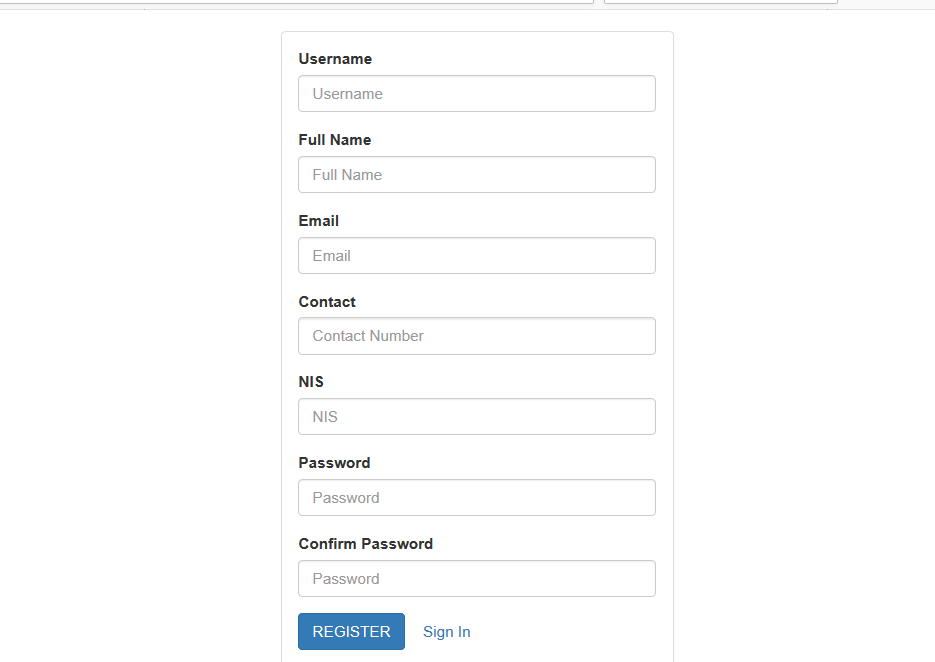 Username
Username
Full Name
Full Name
Email
Email
Contact
Contact Number
NIS
NIS
Password
Password
Confirm Password
Password
REGISTER Sign In